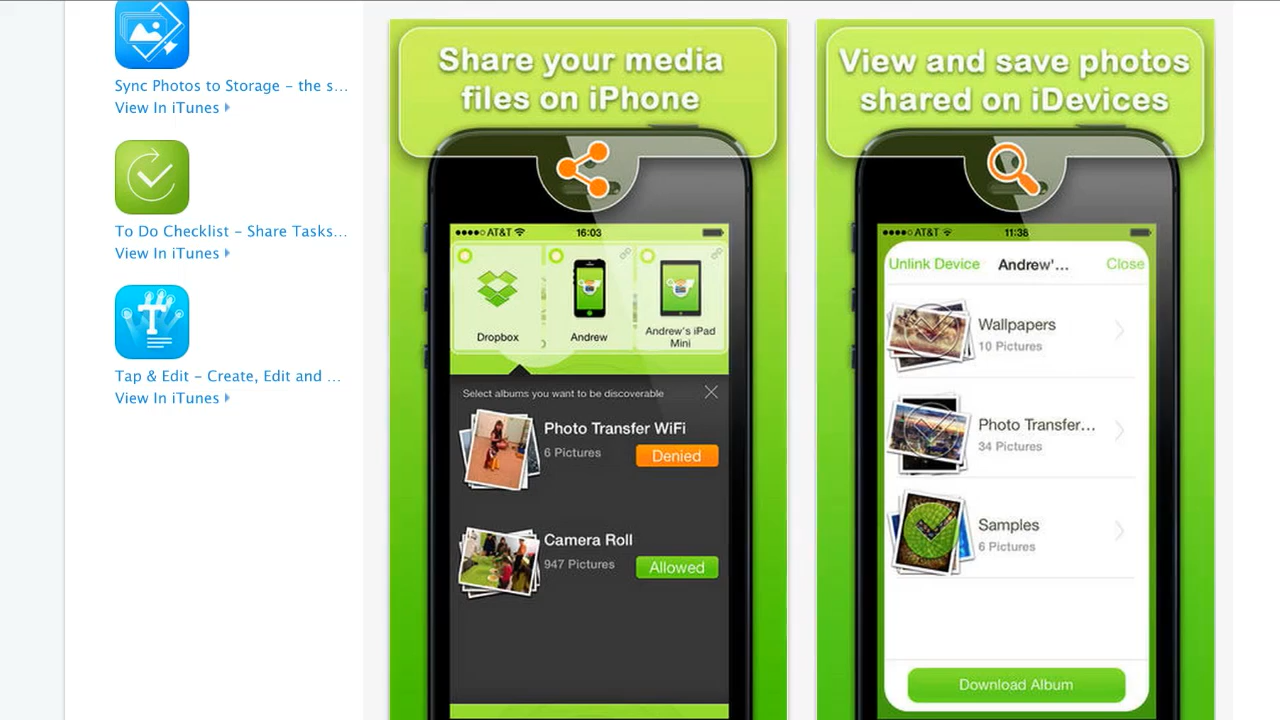 Sync Photos to Storage – the s...
View In iTunes
To Do Checklist – Share Tasks...
View In iTunes
T
Tap & Edit – Create, Edit and ...
View In iTunes
Share your media
files on iPhone
AT&T
16:03
Dropbox
Andrew
Andrew's iPad
Mini
Select albums you want to be discoverable
Photo Transfer WiFi
6 Pictures
Denied
Camera Roll
947 Pictures
Allowed
View and save photos
shared on iDevices
AT&T
11:38
Unlink Device
Andrew'...
Close
Wallpapers
10 Pictures
Photo Transfer...
34 Pictures
Samples
6 Pictures
Download Album